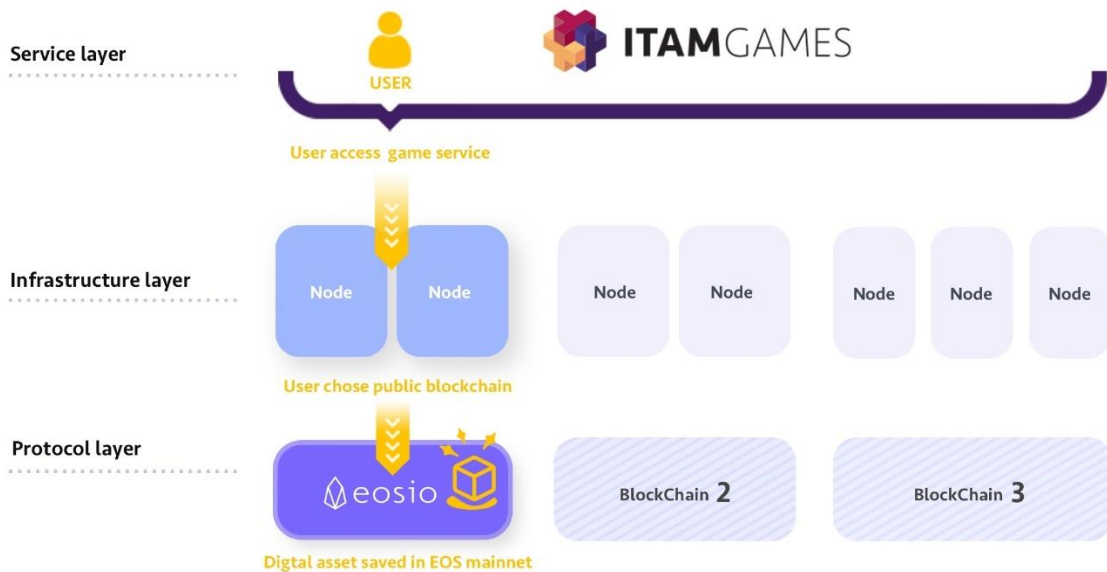 Service layer
USER
ITAMGAMES
User access game service
Infrastructure layer
Node
Node
Node
Node
Node
Node
Node
User chose public blockchain
Protocol layer
eosio
BlockChain 2
BlockChain 3
Digtal asset saved in EOS mainnet